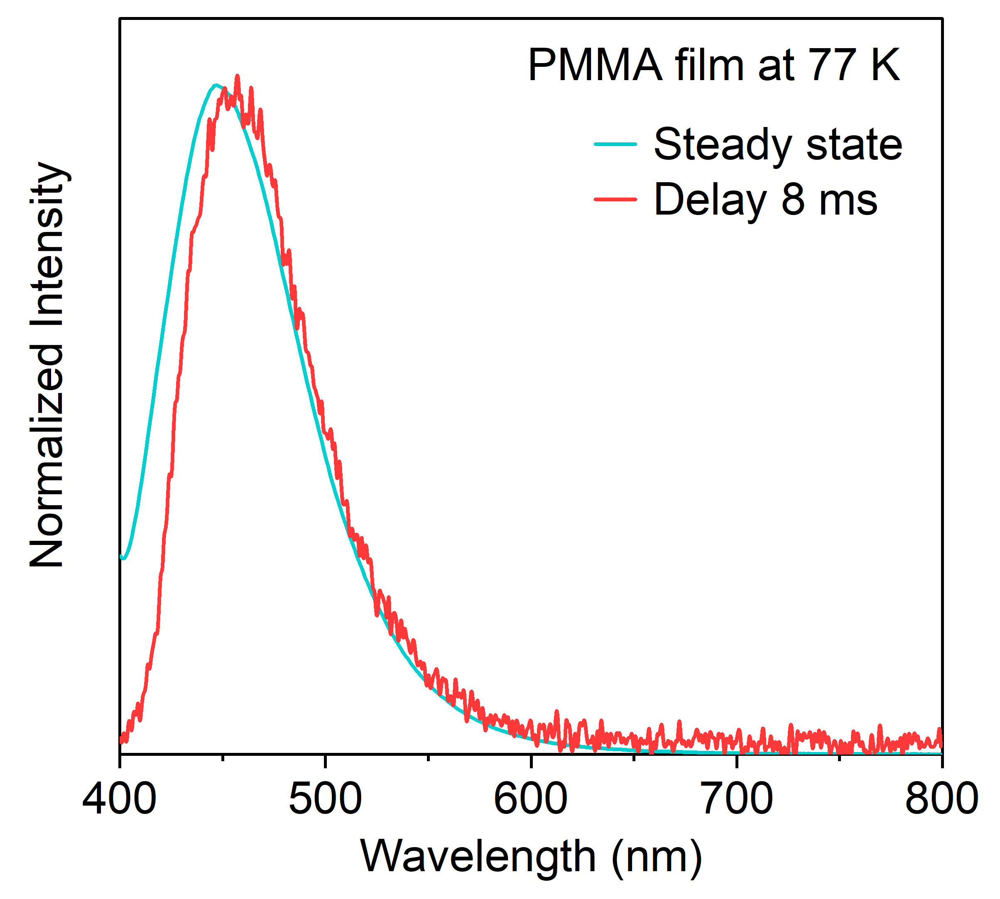 PMMA film at 77 K
Steady state
Delay 8 ms
Normalized Intensity
400 500 600 700 800
Wavelength (nm)